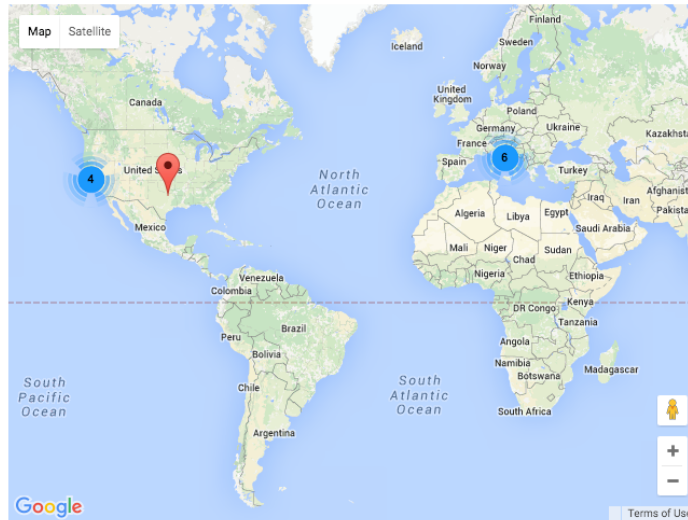 Map Satellite
Finland
Sweden
Iceland
Norway
Canada
United
Kingdom
Poland
Germany
Ukraine
France
Kazakhsta
4
6
Spain
Turkey
North
Atlantic
Ocean
Iraq
Iran
Afghanist
Pakista
Mexico
Algeria
Libya
Egypt
Saudi Arabia
Mali
Niger
Sudan
Chad
Nigeria
Ethiopia
Venezuela
Colombia
DR Congo
Kenya
Tanzania
Peru
Brazil
Bolivia
Angola
Namibia
Botswana
Madagascar
South
Pacific
Ocean
Chile
South
Atlantic
Ocean
South Africa
Argentina
+
−
Google
Terms of Use